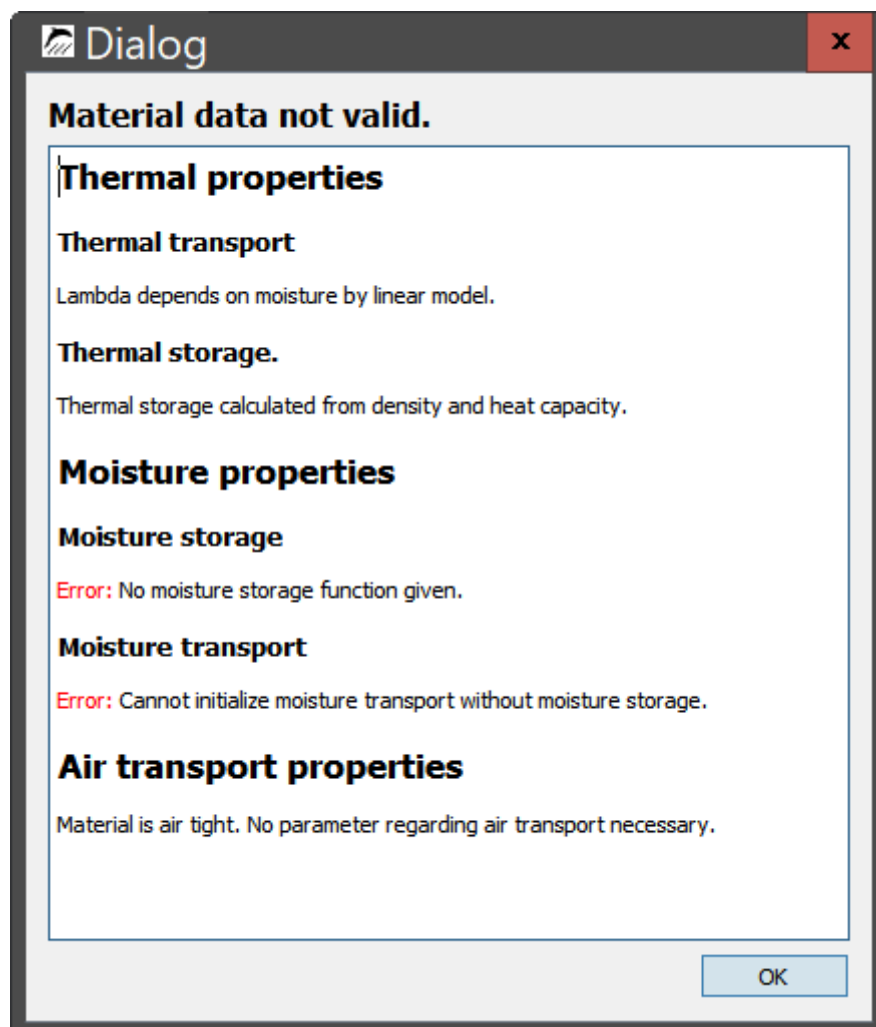 Dialog
x
Material data not valid.
Thermal properties
Thermal transport
Lambda depends on moisture by linear model.
Thermal storage.
Thermal storage calculated from density and heat capacity.
Moisture properties
Moisture storage
Error: No moisture storage function given.
Moisture transport
Error: Cannot initialize moisture transport without moisture storage.
Air transport properties
Material is air tight. No parameter regarding air transport necessary.
OK